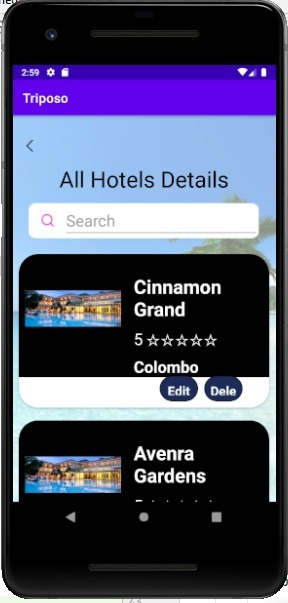 2:59
Triposo
All Hotels Details
Search
Cinnamon
Grand
5 ☆☆☆☆☆
Colombo
Edit Dele
Avenra
Gardens